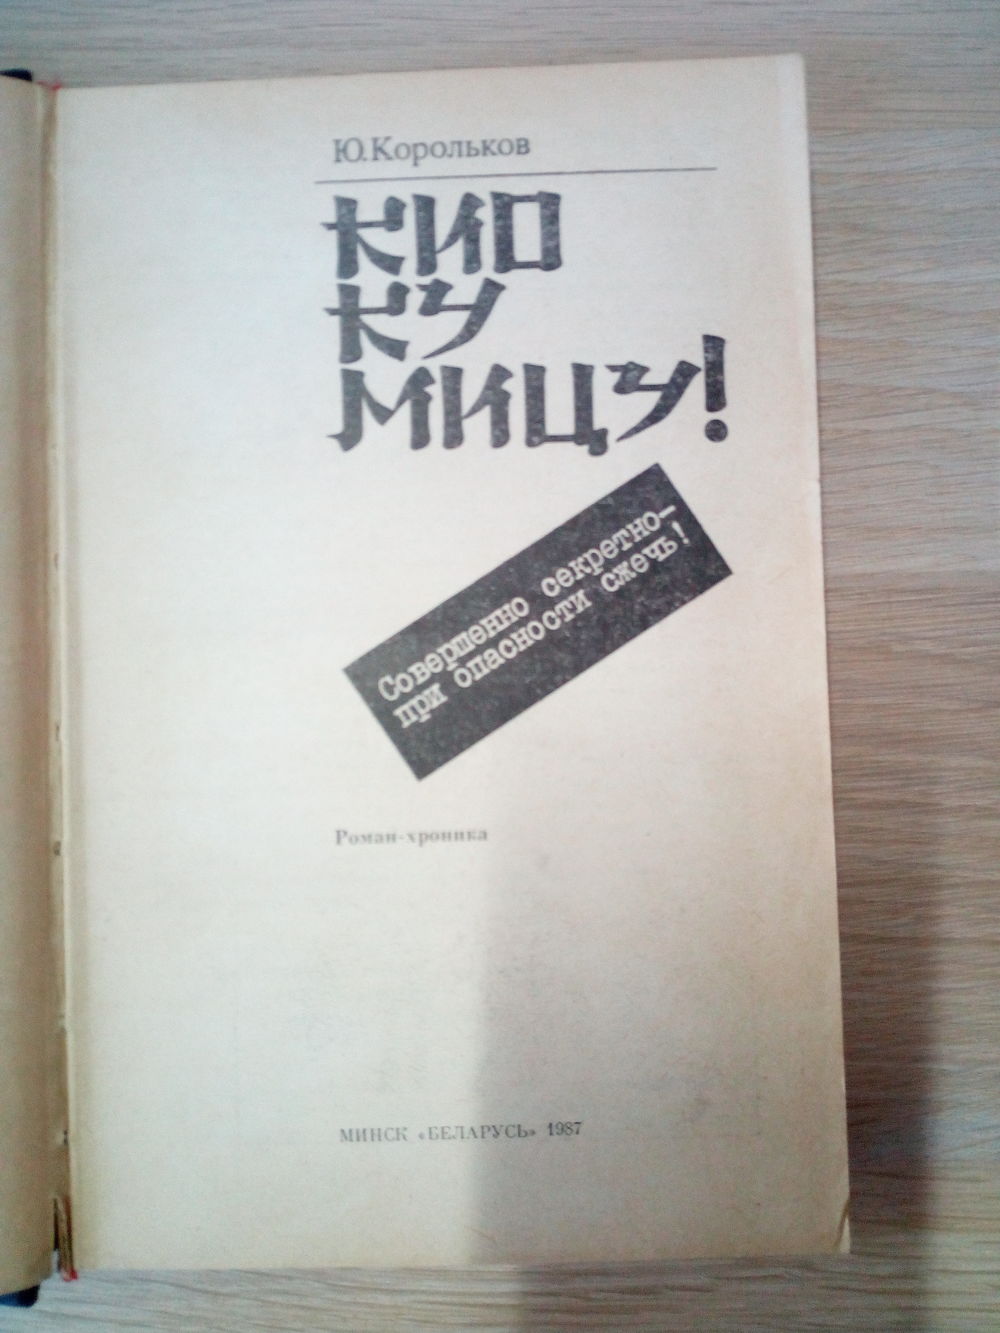 Ю. Корольков
КИО
КУ
МИЦУ!
Совершенно секретно—
при опасности сжечь!
Роман-хроника
МИНСК «БЕЛАРУСЬ» 1987